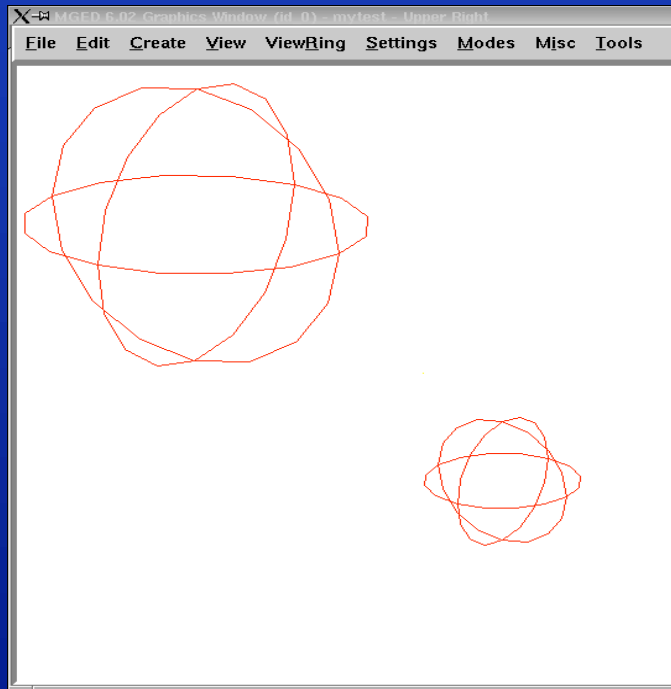 MGED 6.02 Graphics Window (id_0) - mytest - Upper Right
File Edit Create View ViewRing Settings Modes Misc Tools